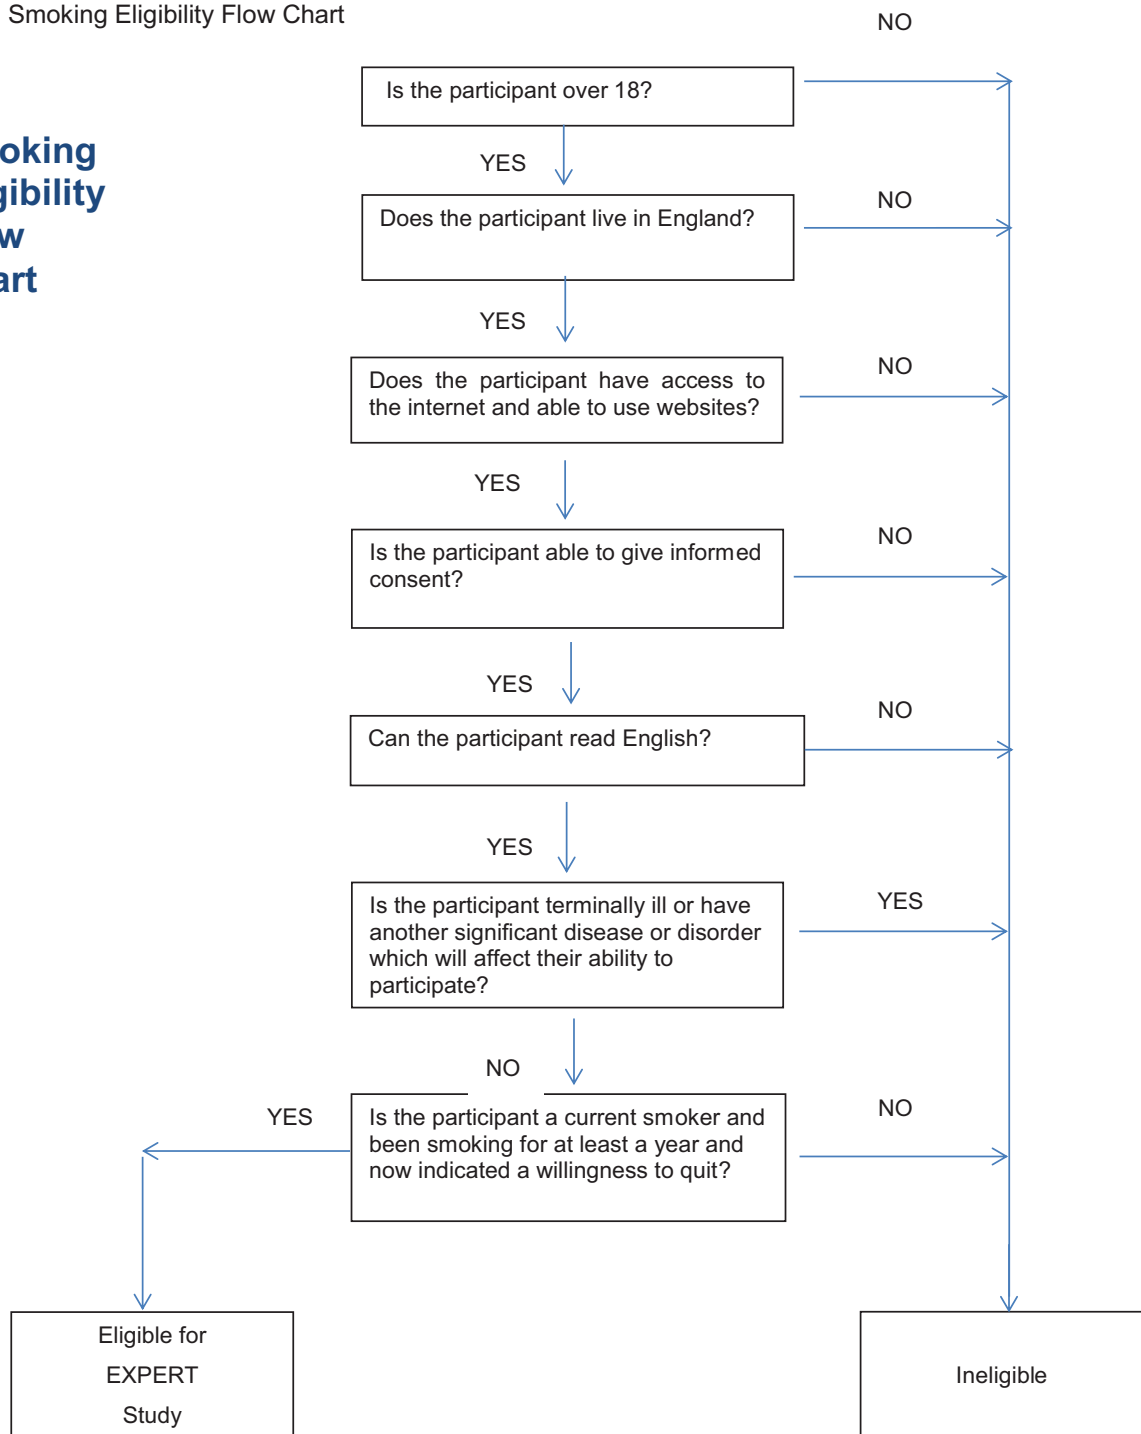 Smoking Eligibility Flow Chart
NO
Is the participant over 18?
oking
gibility
w
art
YES
NO
Does the participant live in England?
YES
NO
Does the participant have access to
the internet and able to use websites?
YES
NO
Is the participant able to give informed
consent?
YES
NO
Can the participant read English?
YES
YES
Is the participant terminally ill or have
another significant disease or disorder
which will affect their ability to
participate?
NO
NO
YES
Is the participant a current smoker and
been smoking for at least a year and
now indicated a willingness to quit?
Eligible for
EXPERT
Study
Ineligible